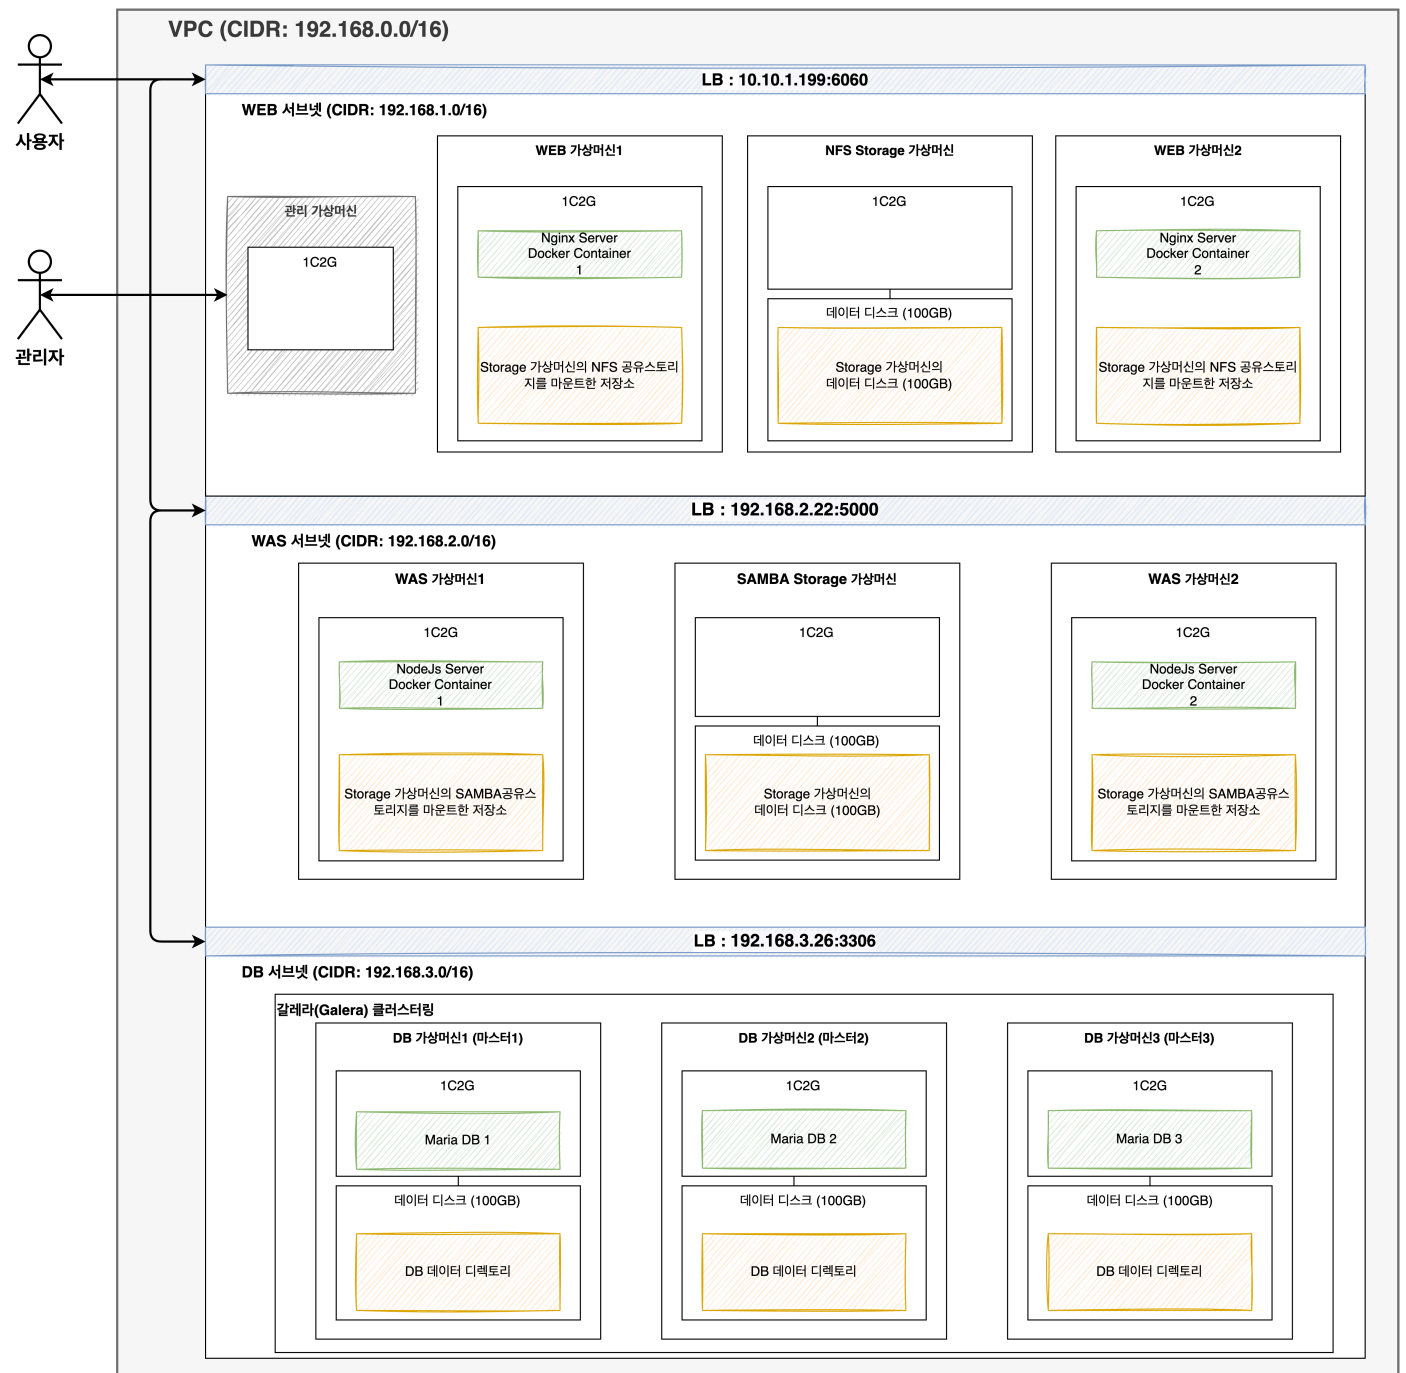 VPC (CIDR: 192.168.0.0/16)
사용자
LB : 10.10.1.199:6060
WEB 서브넷 (CIDR: 192.168.1.0/16)
관리자
관리 가상머신
1C2G
WEB 가상머신1
1C2G
Nginx Server
Docker Container
1
Storage 가상머신의 NFS 공유스토리
지를 마운트한 저장소
NFS Storage 가상머신
1C2G
데이터 디스크 (100GB)
Storage 가상머신의
데이터 디스크 (100GB)
WEB 가상머신2
1C2G
Nginx Server
Docker Container
2
Storage 가상머신의 NFS 공유스토리
지를 마운트한 저장소
LB : 192.168.2.22:5000
WAS 서브넷 (CIDR: 192.168.2.0/16)
WAS 가상머신1
1C2G
NodeJs Server
Docker Container
1
Storage 가상머신의 SAMBA공유스
토리지를 마운트한 저장소
SAMBA Storage 가상머신
1C2G
데이터 디스크 (100GB)
Storage 가상머신의
데이터 디스크 (100GB)
WAS 가상머신2
1C2G
NodeJs Server
Docker Container
2
Storage 가상머신의 SAMBA공유스
토리지를 마운트한 저장소
LB : 192.168.3.26:3306
DB 서브넷 (CIDR: 192.168.3.0/16)
갈레라(Galera) 클러스터링
DB 가상머신1 (마스터1)
1C2G
Maria DB 1
데이터 디스크 (100GB)
DB 데이터 디렉토리
DB 가상머신2 (마스터2)
1C2G
Maria DB 2
데이터 디스크 (100GB)
DB 데이터 디렉토리
DB 가상머신3 (마스터3)
1C2G
Maria DB 3
데이터 디스크 (100GB)
DB 데이터 디렉토리